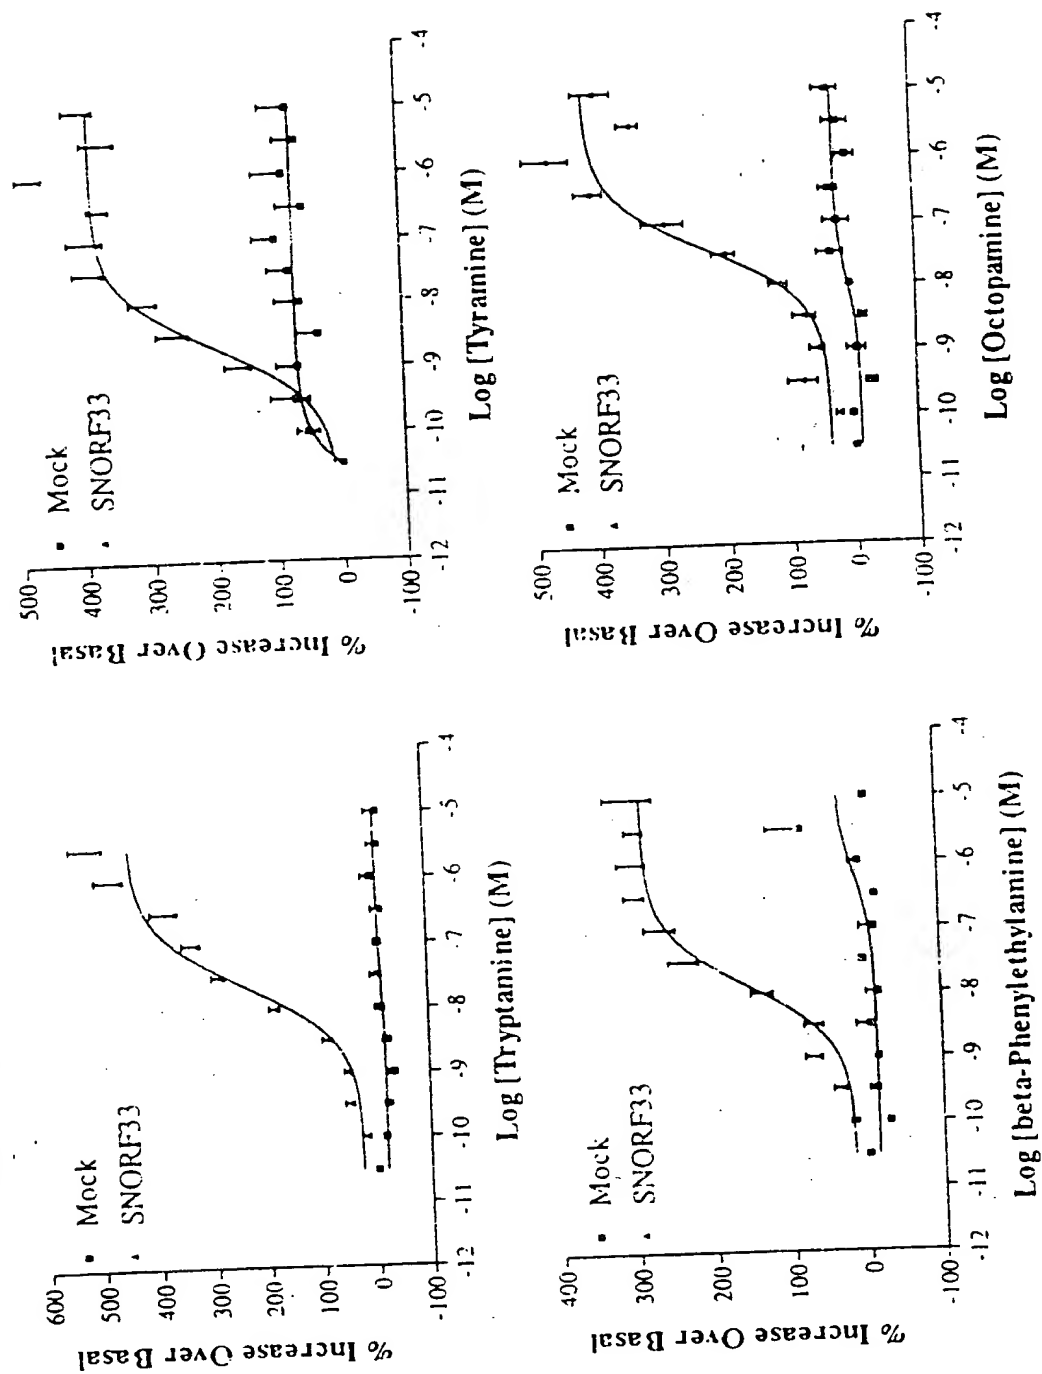 % Increase Over Basal
600
500
400
300
200
100
0
-100
Mock
SNORF33
-12 -11 -10 -9 -8 -7 -6 -5 -4
Log [Tryptamine] (M)
% Increase Over Basal
500
400
300
200
100
0
-100
Mock
SNORF33
-12 -11 -10 -9 -8 -7 -6 -5 -4
Log [Tyramine] (M)
% Increase Over Basal
400
300
200
100
0
-100
Mock
SNORF33
-12 -11 -10 -9 -8 -7 -6 -5 -4
Log [beta-Phenylethylamine] (M)
% Increase Over Basal
500
400
300
200
100
0
-100
Mock
SNORF33
-12 -11 -10 -9 -8 -7 -6 -5 -4
Log [Octopamine] (M)